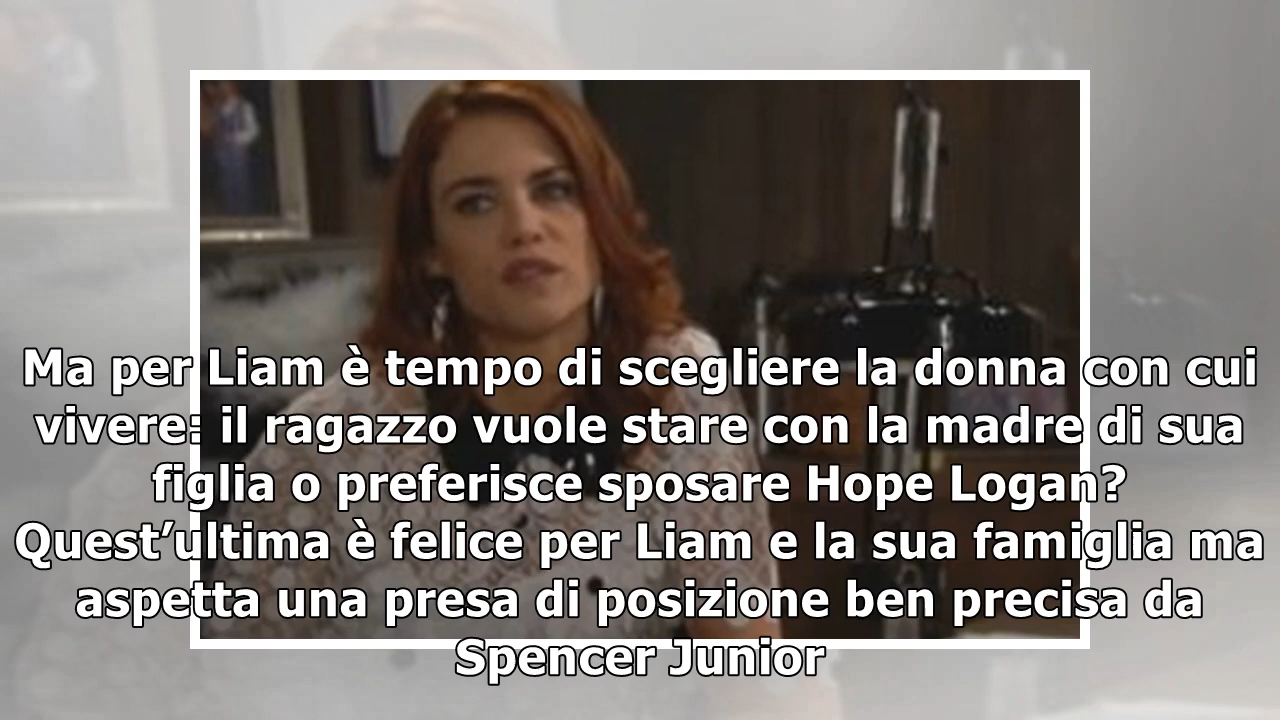 Ma per Liam è tempo di scegliere la donna con cui
vivere: il ragazzo vuole stare con la madre di sua
figlia o preferisce sposare Hope Logan?
Quest’ultima è felice per Liam e la sua famiglia ma
aspetta una presa di posizione ben precisa da
Spencer Junior